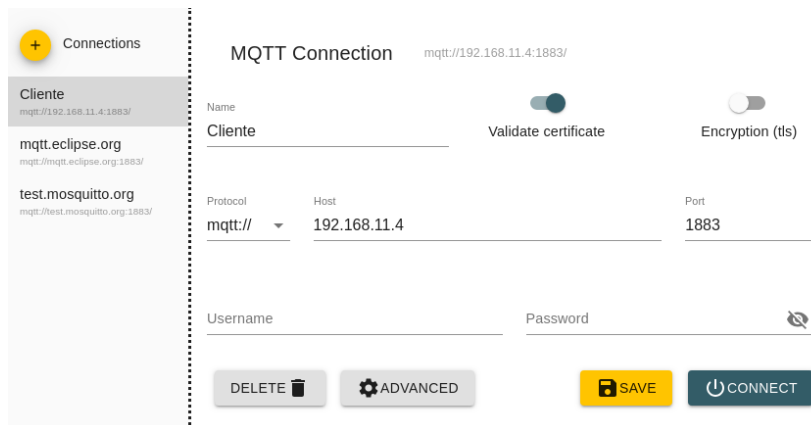 + Connections
Cliente
mqtt://192.168.11.4:1883/
mqtt.eclipse.org
mqtt://mqtt.eclipse.org:1883/
test.mosquitto.org
mqtt://test.mosquitto.org:1883/
MQTT Connection mqtt://192.168.11.4:1883/
Name
Cliente
Validate certificate
Encryption (tls)
Protocol Host Port
mqtt:// 192.168.11.4 1883
Username Password
DELETE ADVANCED SAVE CONNECT